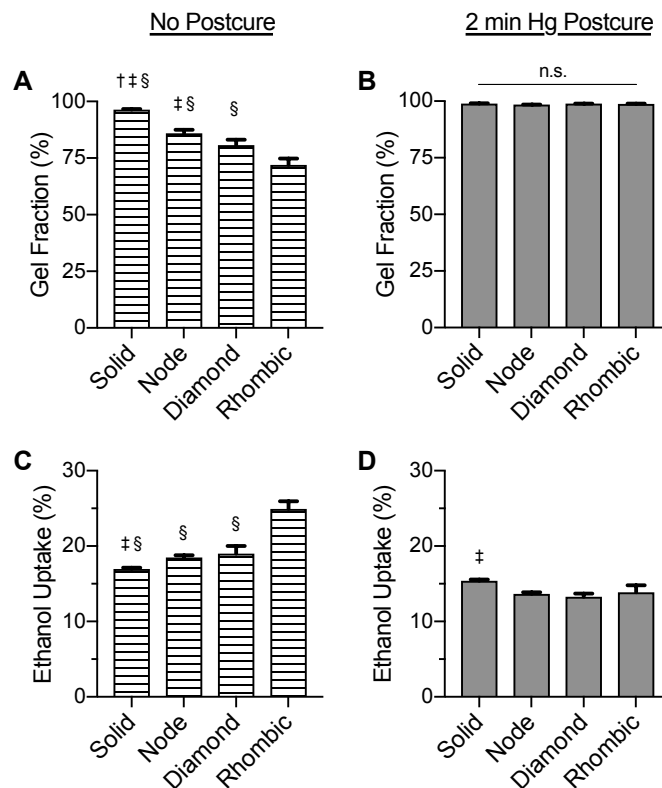 No Postcure
2 min Hg Postcure
A
†‡§
‡§
§
100
75
50
25
0
Gel Fraction (%)
Solid
Node
Diamond
Rhombic
B
n.s.
100
75
50
25
0
Gel Fraction (%)
Solid
Node
Diamond
Rhombic
C
‡§
§
§
30
20
10
0
Ethanol Uptake (%)
Solid
Node
Diamond
Rhombic
D
‡
30
20
10
0
Ethanol Uptake (%)
Solid
Node
Diamond
Rhombic